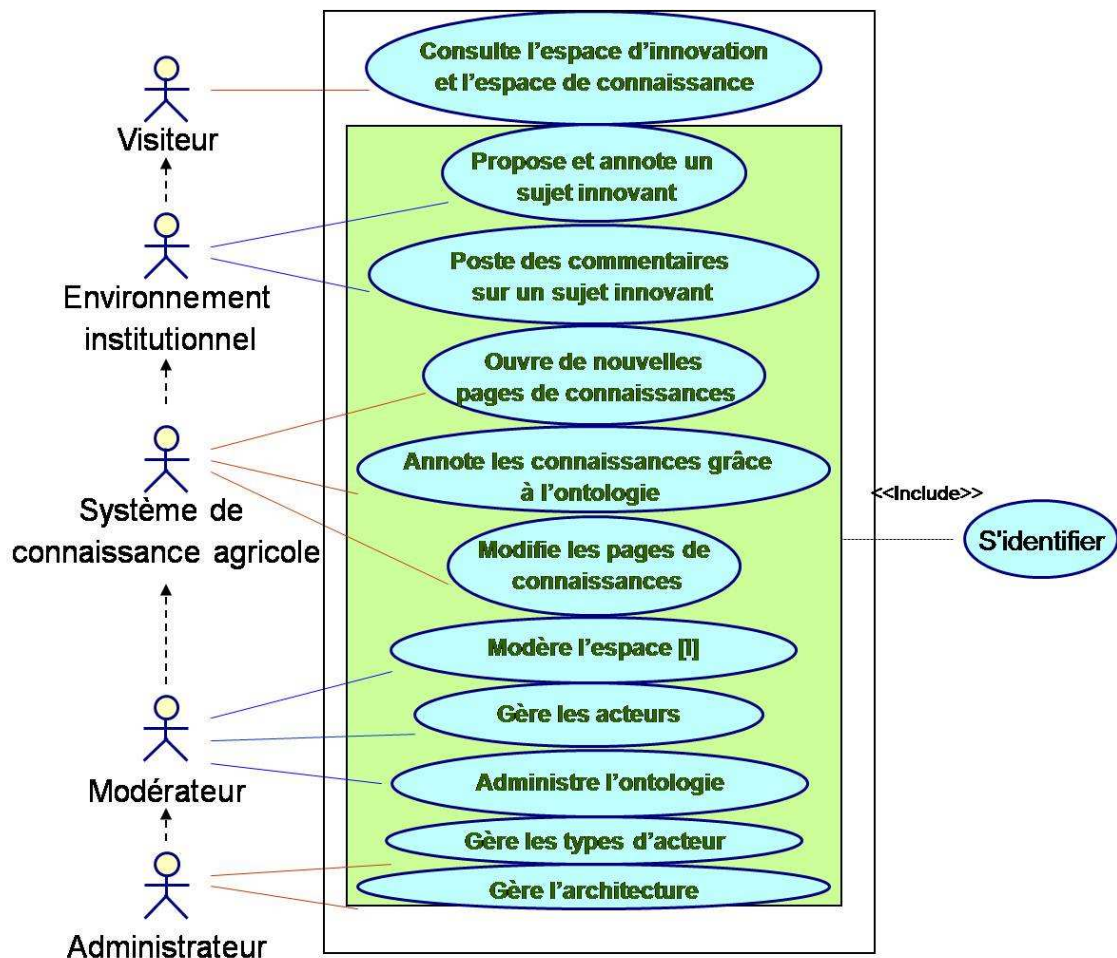 Consulte l'espace d'innovation
et l'espace de connaissance
Visiteur
Propose et annote un
sujet innovant
Environnement
institutionnel
Poste des commentaires
sur un sujet innovant
Ouvre de nouvelles
pages de connaissances
Système de
connaissance agricole
Annote les connaissances grâce
à l'ontologie
<<Include>>
S'identifier
Modifie les pages de
connaissances
Modère l'espace [I]
Gère les acteurs
Modérateur
Administre l'ontologie
Gère les types d'acteur
Gère l'architecture
Administrateur